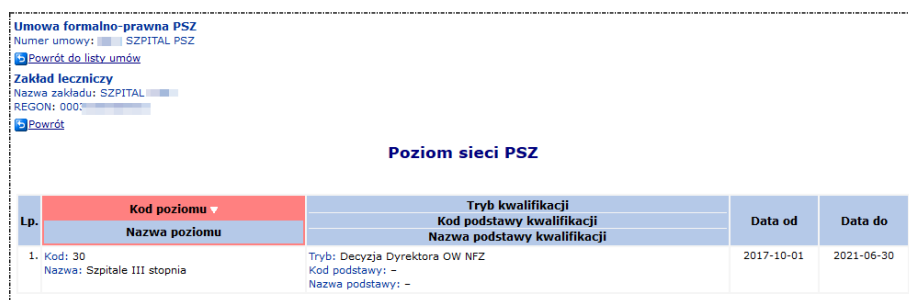 Umowa formalno-prawna PSZ
Numer umowy: SZPITAL PSZ
Powrót do listy umów
Zakład leczniczy
Nazwa zakładu: SZPITAL
REGON: 000
Powrót
Poziom sieci PSZ
Lp.
Kod poziomu ▼
Nazwa poziomu
Tryb kwalifikacji
Kod podstawy kwalifikacji
Nazwa podstawy kwalifikacji
Data od
Data do
1.
Kod: 30
Nazwa: Szpitale III stopnia
Tryb: Decyzja Dyrektora OW NFZ
Kod podstawy: –
Nazwa podstawy: –
2017-10-01
2021-06-30